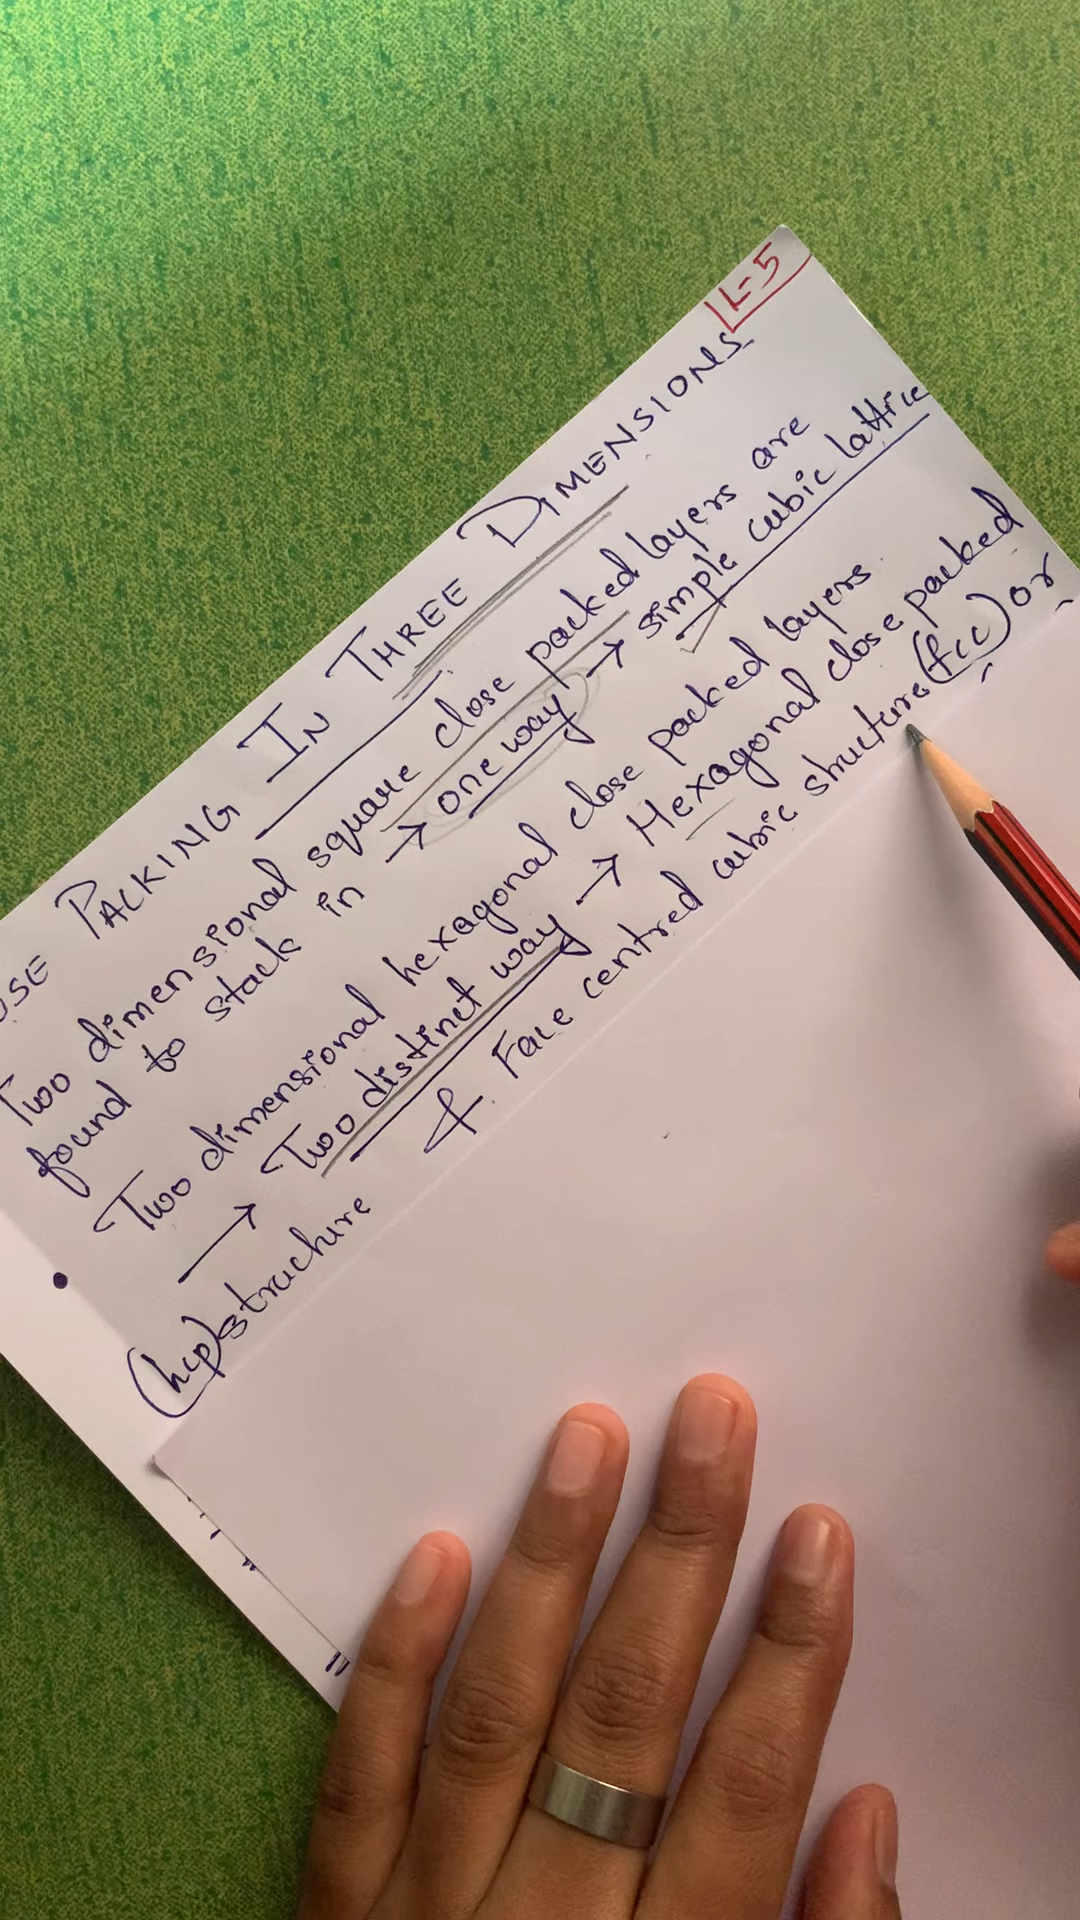 L-5
PACKING IN THREE DIMENSIONS
Two dimensional square close packed layers are
found to stack in → one way → simple cubic lattice
Two dimensional hexagonal close packed layers.
→ Two distinct way → Hexagonal close packed
(hcp) structure & Face centred cubic structure (fcc) or